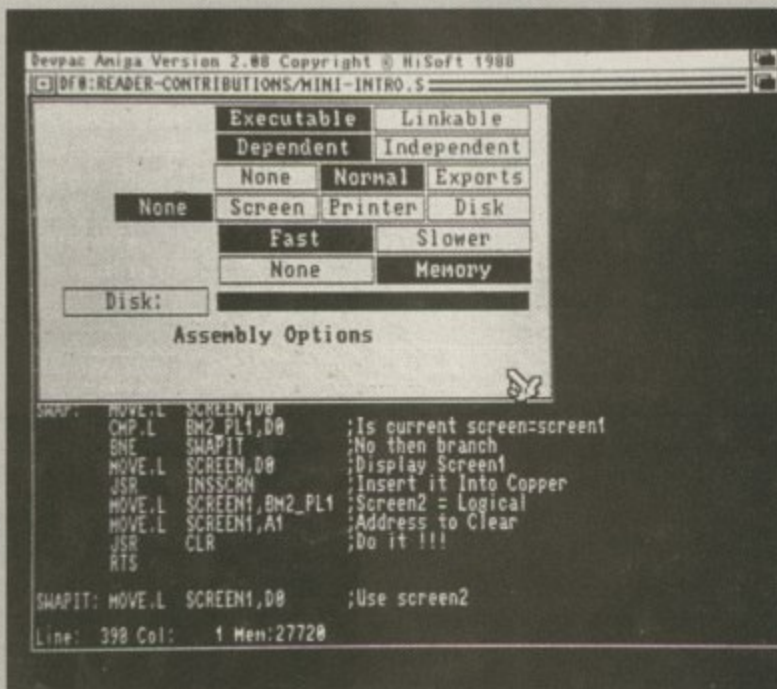 Devpac Amiga Version 2.08 Copyright © HiSoft 1988
DF0:READER-CONTRIBUTIONS/MINI-INTRO.S
Executable Linkable
Dependent Independent
None Normal Exports
None Screen Printer Disk
Fast Slower
None Memory
Disk:
Assembly Options
SWAP: MOVE.L SCREEN,D0
CMP.L BM2_PL1,D0 ;Is current screen=screen1
BNE SWAPIT ;No then branch
MOVE.L SCREEN,D0 ;Display Screen1
JSR INSSCRN ;Insert it Into Copper
MOVE.L SCREEN1,BM2_PL1 ;Screen2 = Logical
MOVE.L SCREEN1,A1 ;Address to Clear
JSR CLR ;Do it !!!
RTS
SWAPIT: MOVE.L SCREEN1,D0 ;Use screen2
Line: 398 Col: 1 Mem:27720